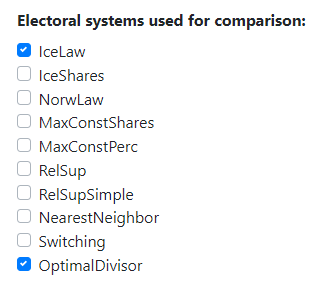 Electoral systems used for comparison:
IceLaw
IceShares
NorwLaw
MaxConstShares
MaxConstPerc
RelSup
RelSupSimple
NearestNeighbor
Switching
OptimalDivisor